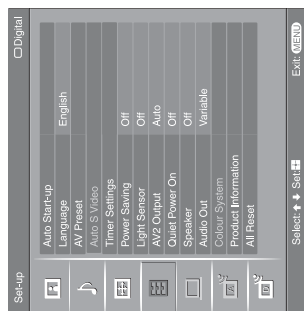 Set-up
Digital
Auto Start-up
Language English
AV Preset
Auto S Video
Timer Settings
Power Saving Off
Light Sensor Off
AV2 Output Auto
Quiet Power On Off
Speaker Off
Audio Out Variable
Colour System
Product Information
All Reset
Select: Set: Exit: MENU